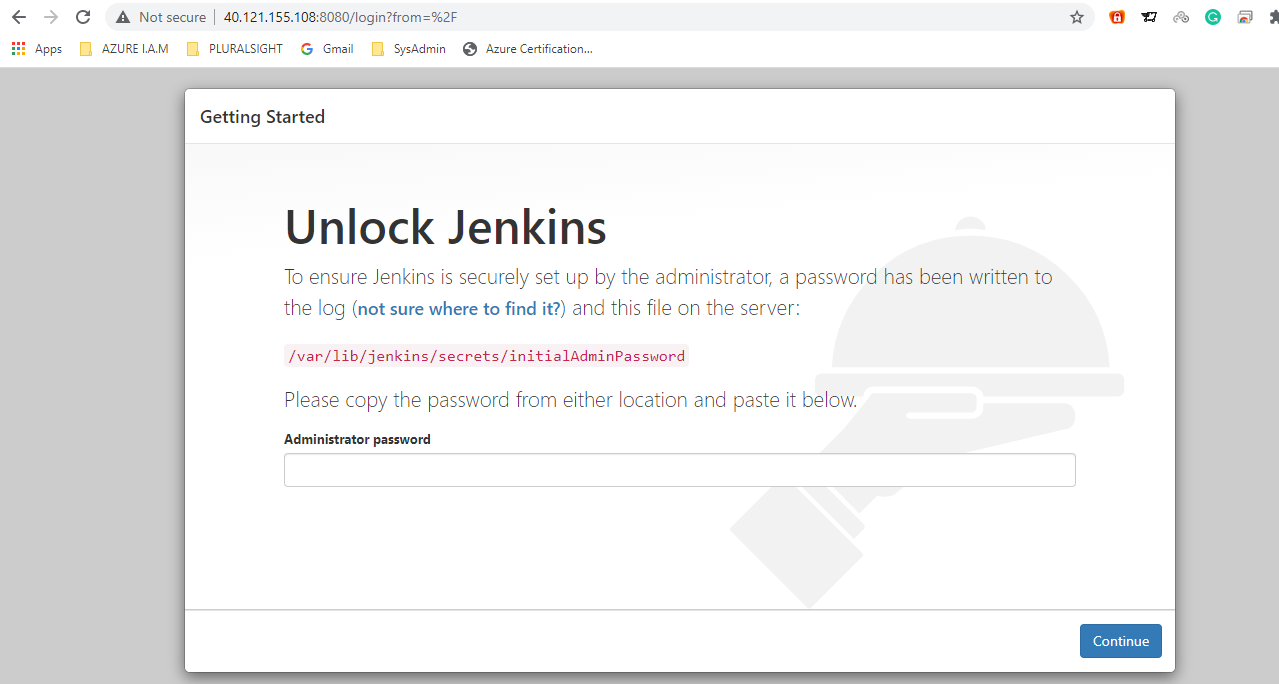 Not secure | 40.121.155.108:8080/login?from=%2F
Apps AZURE I.A.M PLURALSIGHT Gmail SysAdmin Azure Certification...
Getting Started
Unlock Jenkins
To ensure Jenkins is securely set up by the administrator, a password has been written to
the log (not sure where to find it?) and this file on the server:
/var/lib/jenkins/secrets/initialAdminPassword
Please copy the password from either location and paste it below.
Administrator password
Continue